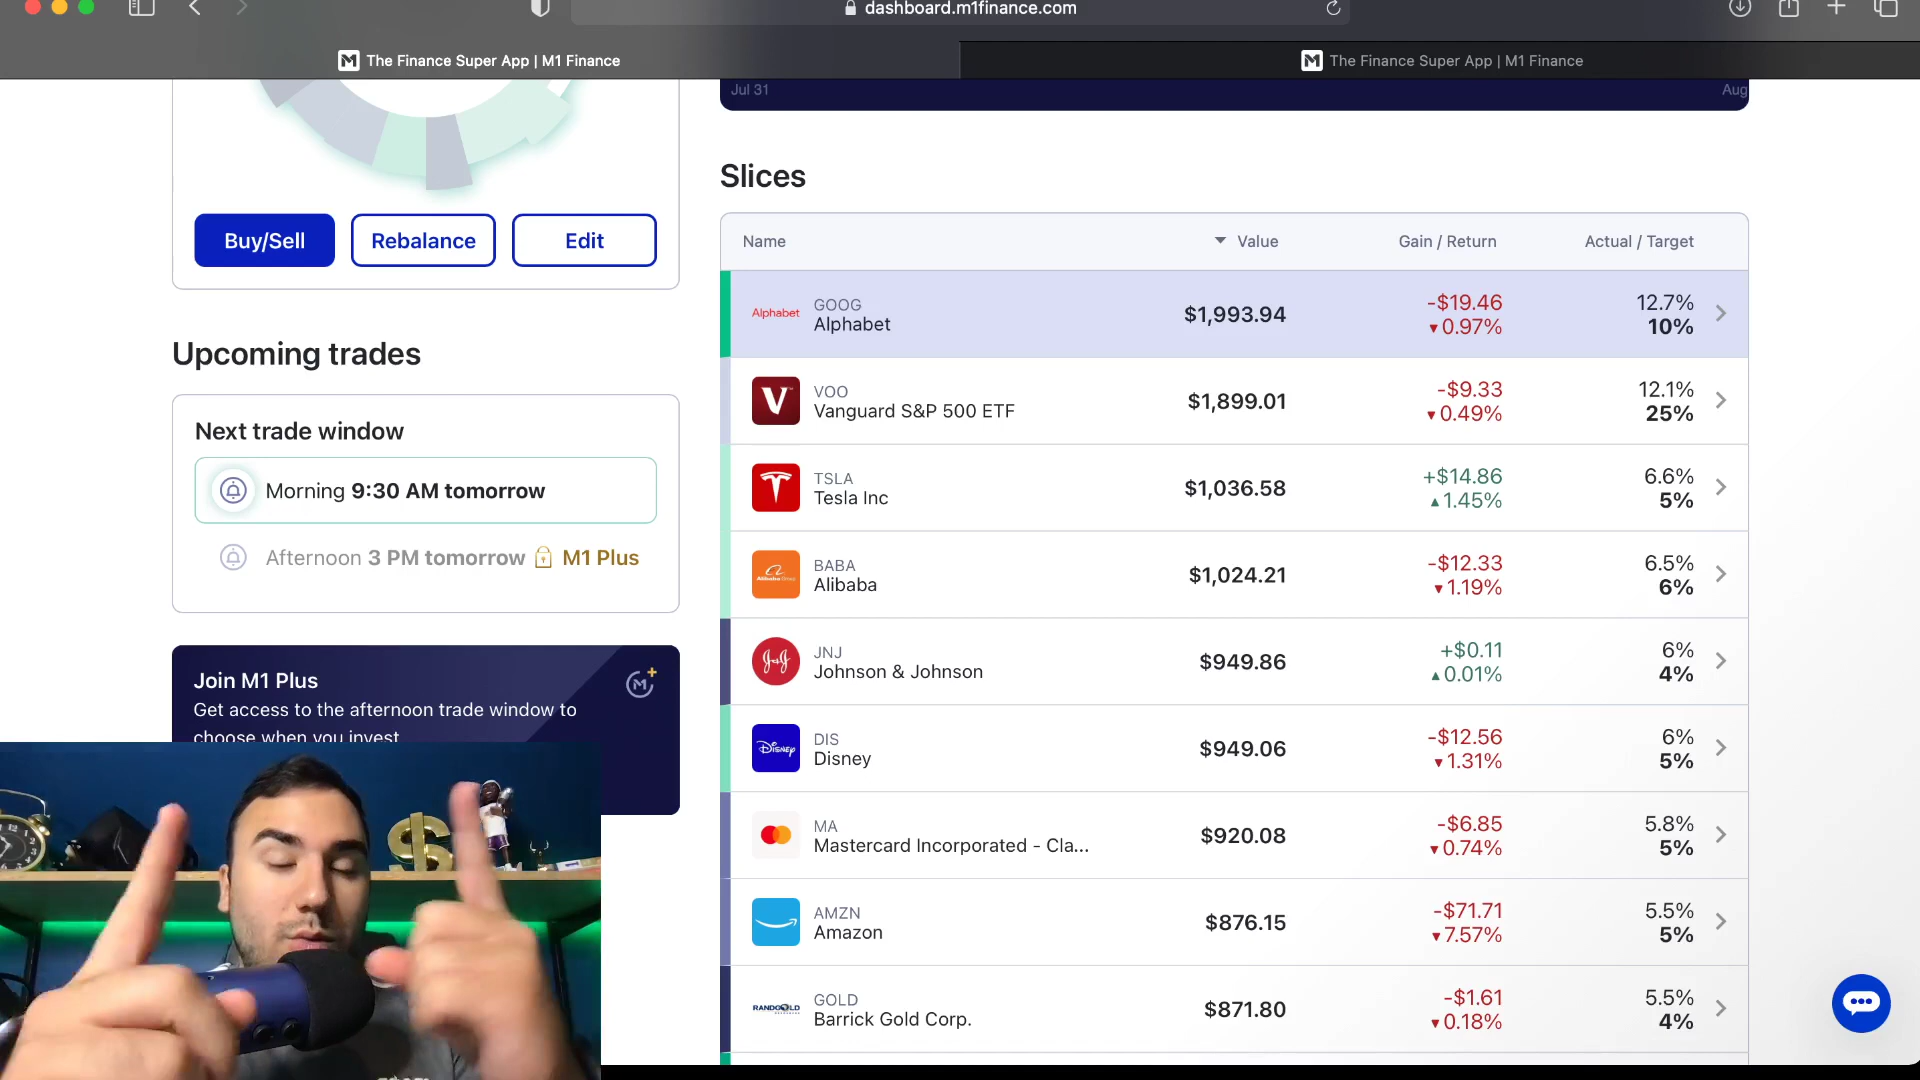 dashboard.m1finance.com
The Finance Super App | M1 Finance
The Finance Super App | M1 Finance
Jul 31
Aug
Buy/Sell
Rebalance
Edit
Upcoming trades
Next trade window
Morning 9:30 AM tomorrow
Afternoon 3 PM tomorrow M1 Plus
Join M1 Plus
Get access to the afternoon trade window to
choose when you invest
Slices
Name Value Gain / Return Actual / Target
Alphabet
GOOG
Alphabet
$1,993.94
-$19.46
▼0.97%
12.7%
10%
V
VOO
Vanguard S&P 500 ETF
$1,899.01
-$9.33
▼0.49%
12.1%
25%
TSLA
Tesla Inc
$1,036.58
+$14.86
▲1.45%
6.6%
5%
BABA
Alibaba
$1,024.21
-$12.33
▼1.19%
6.5%
6%
J&J
JNJ
Johnson & Johnson
$949.86
+$0.11
▲0.01%
6%
4%
Disney
DIS
Disney
$949.06
-$12.56
▼1.31%
6%
5%
MA
Mastercard Incorporated - Cla...
$920.08
-$6.85
▼0.74%
5.8%
5%
AMZN
Amazon
$876.15
-$71.71
▼7.57%
5.5%
5%
RANDGOLD
GOLD
Barrick Gold Corp.
$871.80
-$1.61
▼0.18%
5.5%
4%